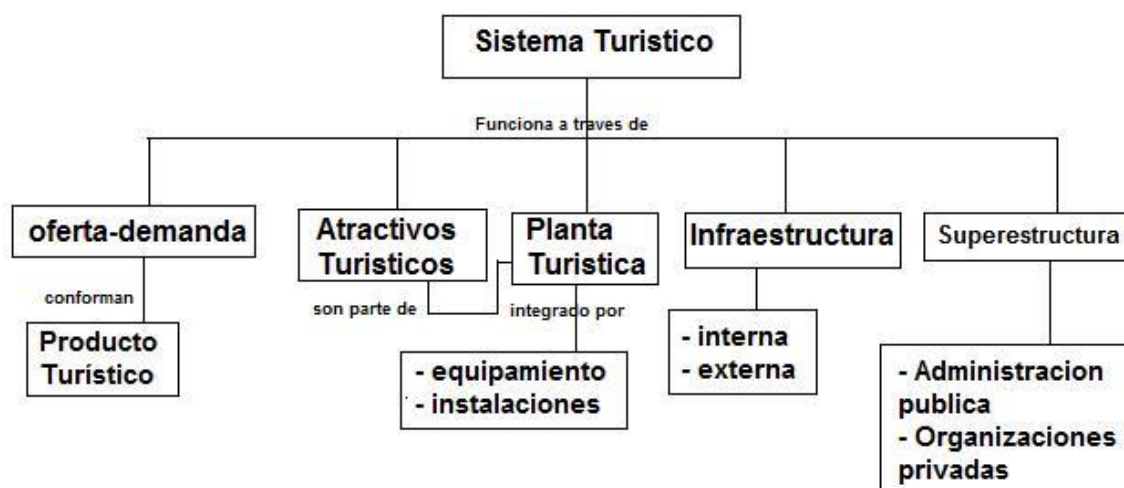 Sistema Turistico
Funciona a traves de
oferta-demanda
Atractivos
Turisticos
Planta
Turistica
Infraestructura
Superestructura
conforman
son parte de
integrado por
Producto
Turístico
- equipamiento
- instalaciones
- interna
- externa
- Administracion
publica
- Organizaciones
privadas